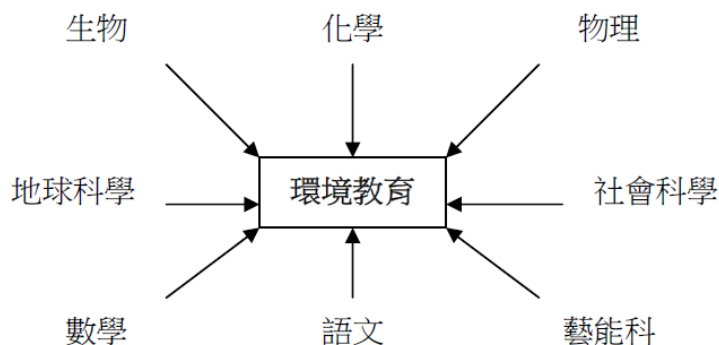 生物 化學 物理
地球科學 環境教育 社會科學
數學 語文 藝能科